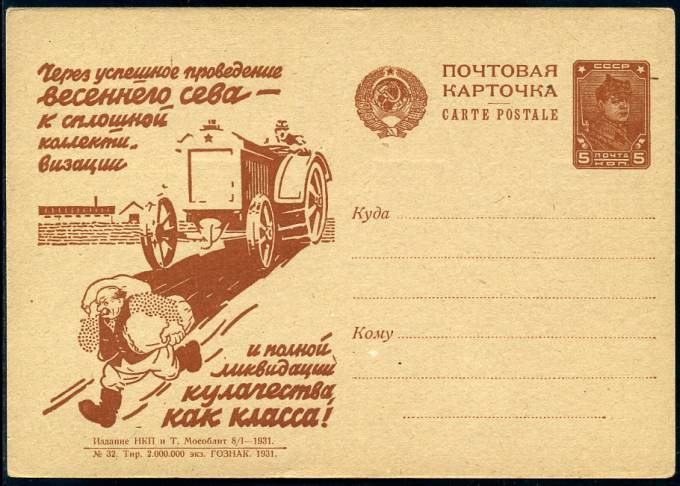 Через успешное проведение
весеннего сева —
к сплошной
коллекти-
визации
и полной
ликвидации
кулачества,
как класса!
Издание НКП и Т. Мособлит 8/I—1931.
№ 32. Тир. 2.000.000 экз. ГОЗНАК. 1931.
ПОЧТОВАЯ
КАРТОЧКА
CARTE POSTALE
СССР
ПОЧТА
5 КОП. 5
Куда
Кому